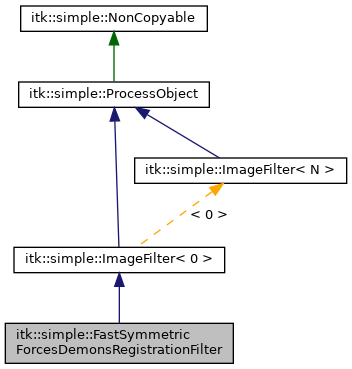 itk::simple::NonCopyable
itk::simple::ProcessObject
itk::simple::ImageFilter< N >
< 0 >
itk::simple::ImageFilter< 0 >
itk::simple::FastSymmetric
ForcesDemonsRegistrationFilter